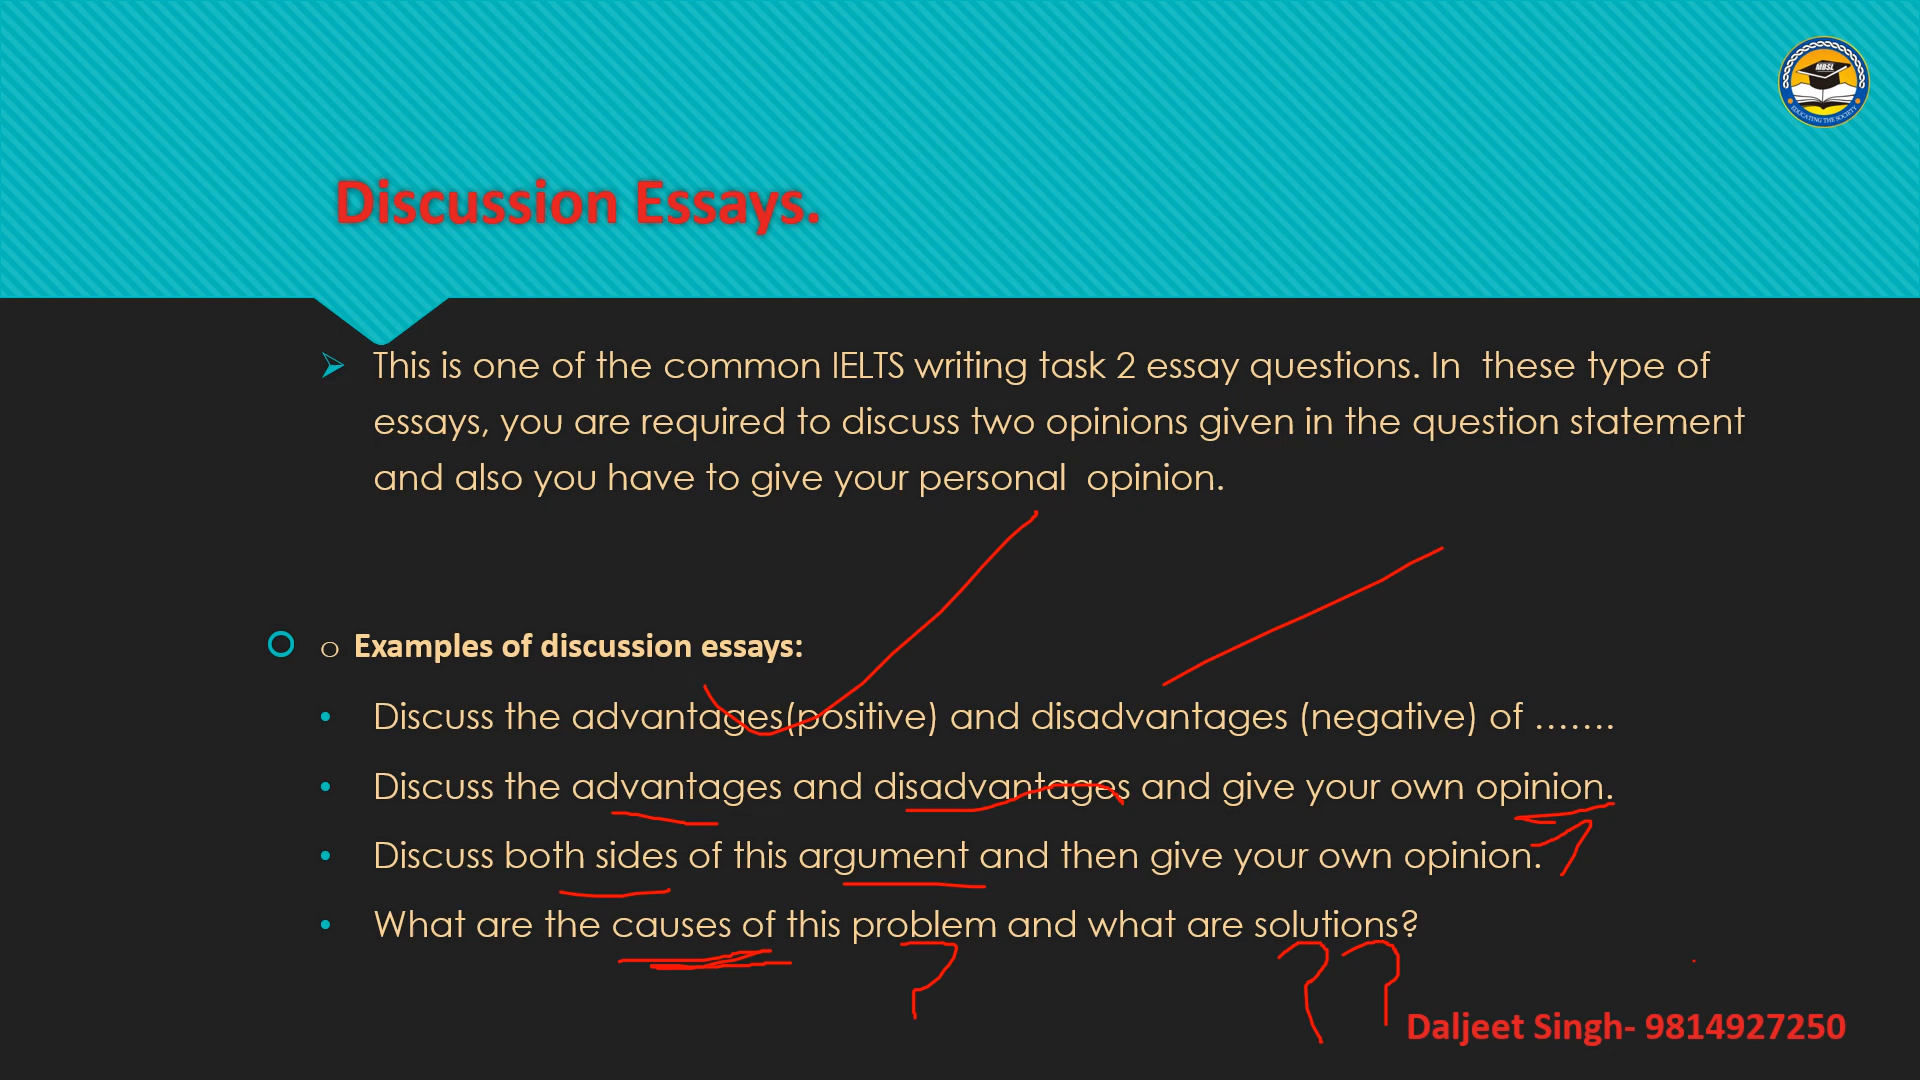 MBSL
EDUCATING THE SOCIETY
Discussion Essays.
This is one of the common IELTS writing task 2 essay questions. In  these type of
essays, you are required to discuss two opinions given in the question statement
and also you have to give your personal  opinion.
o Examples of discussion essays:
• Discuss the advantages(positive) and disadvantages (negative) of …....
• Discuss the advantages and disadvantages and give your own opinion.
• Discuss both sides of this argument and then give your own opinion.
• What are the causes of this problem and what are solutions?
? ? ?
Daljeet Singh- 9814927250